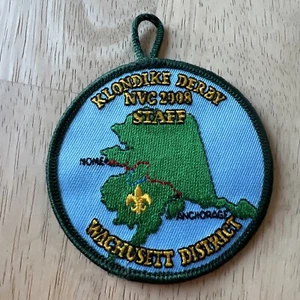 KLONDIKE DERBY
NVC 2008
STAFF
NOME
ANCHORAGE
WACHUSETT DISTRICT